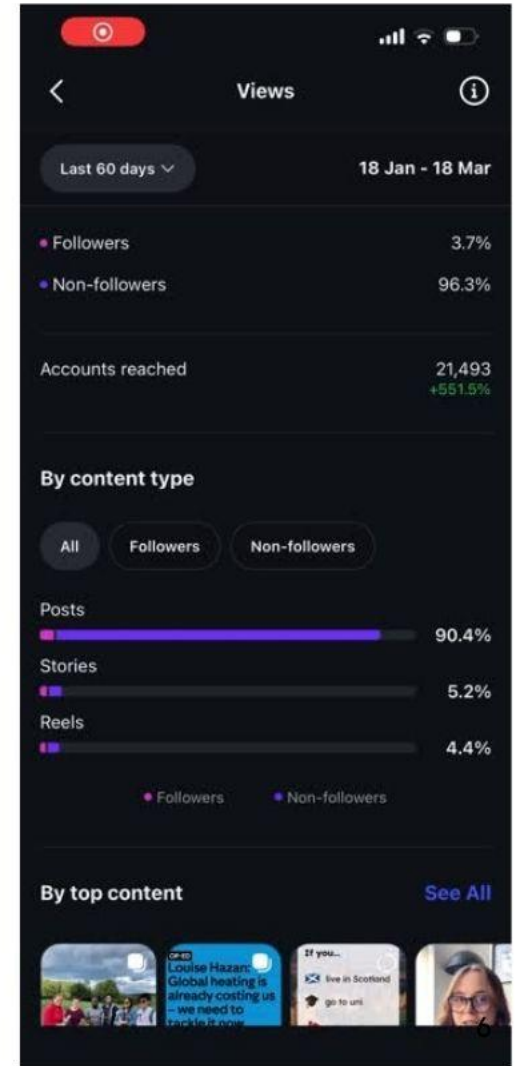 Views
Last 60 days
18 Jan - 18 Mar
Followers
3.7%
Non-followers
96.3%
Accounts reached
21,493
+551.5%
By content type
All
Followers
Non-followers
Posts
90.4%
Stories
5.2%
Reels
4.4%
Followers
Non-followers
By top content
See All
OP-ED
Louise Hazan:
Global heating is
already costing us
– we need to
tackle it now
If you...
live in Scotland
go to uni
6